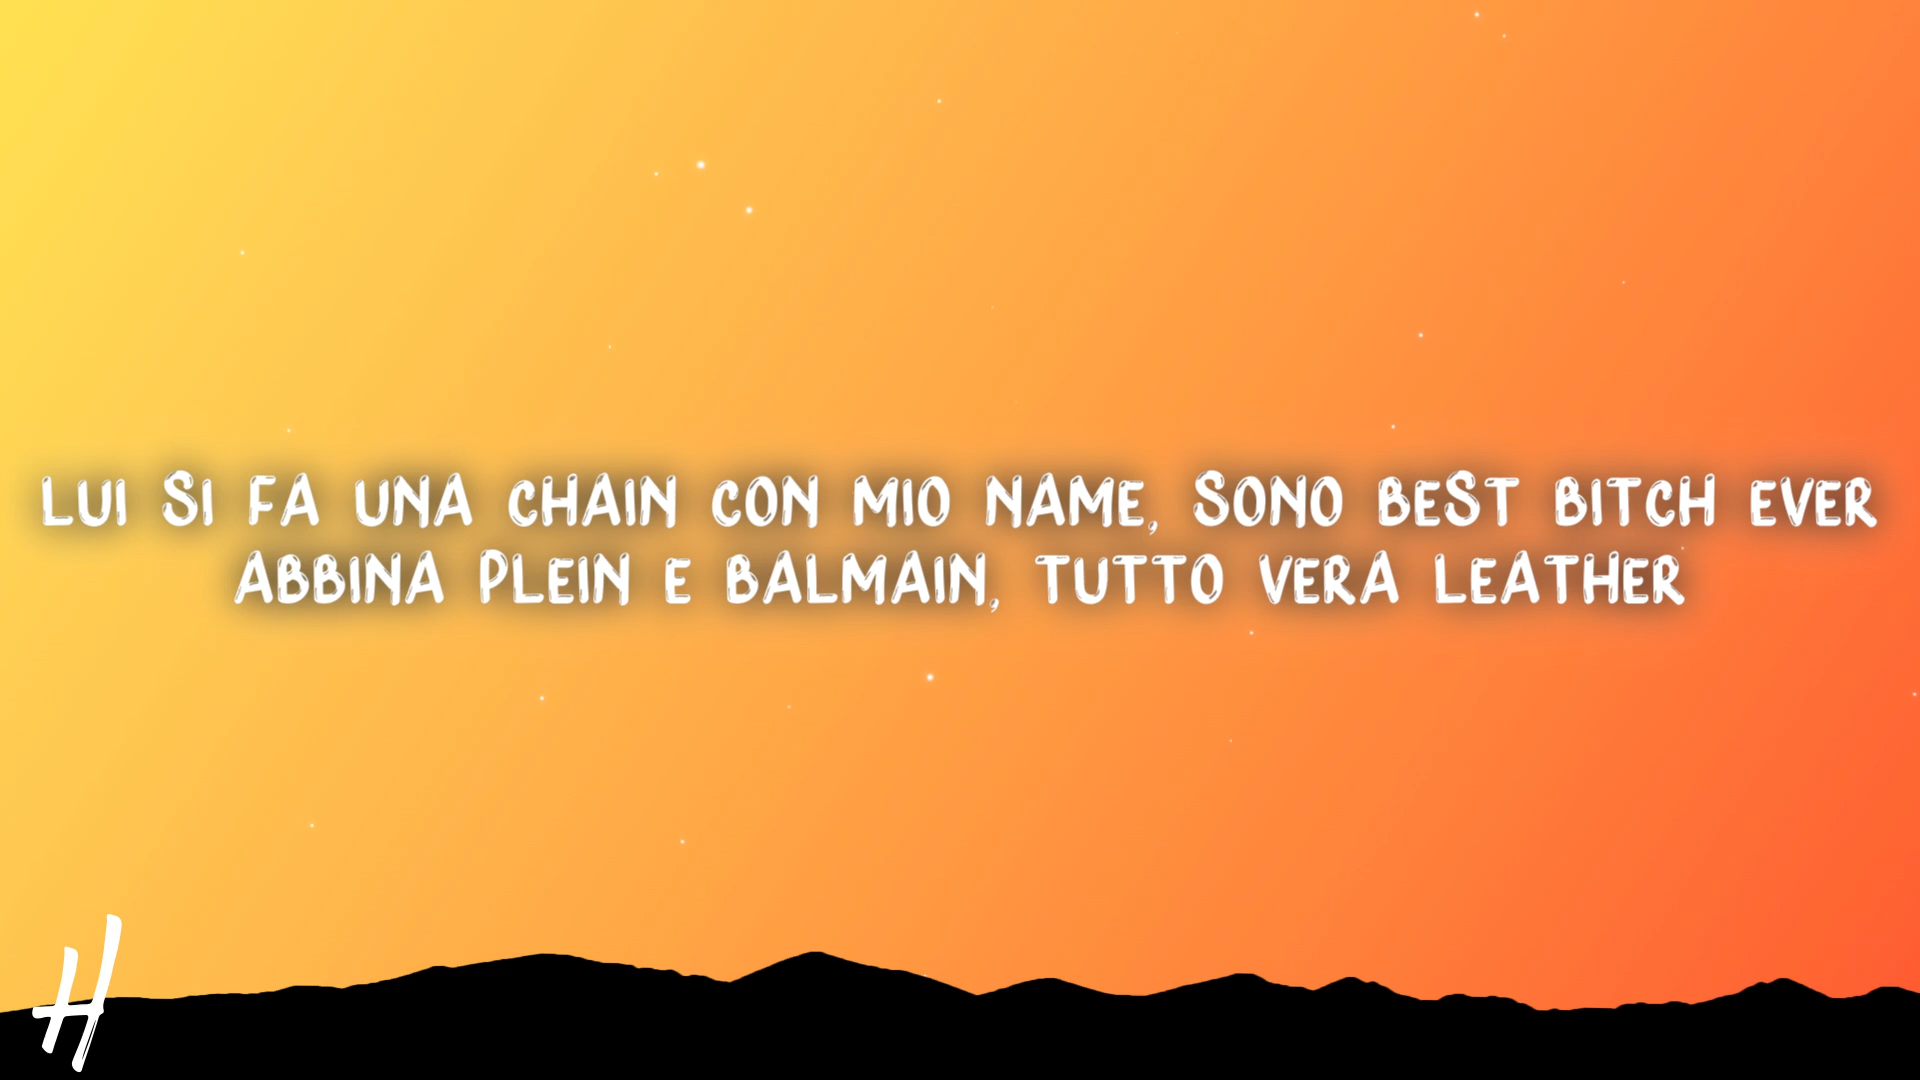 LUI SI FA UNA CHAIN CON MIO NAME, SONO BEST BITCH EVER
ABBINA PLEIN E BALMAIN, TUTTO VERA LEATHER
H